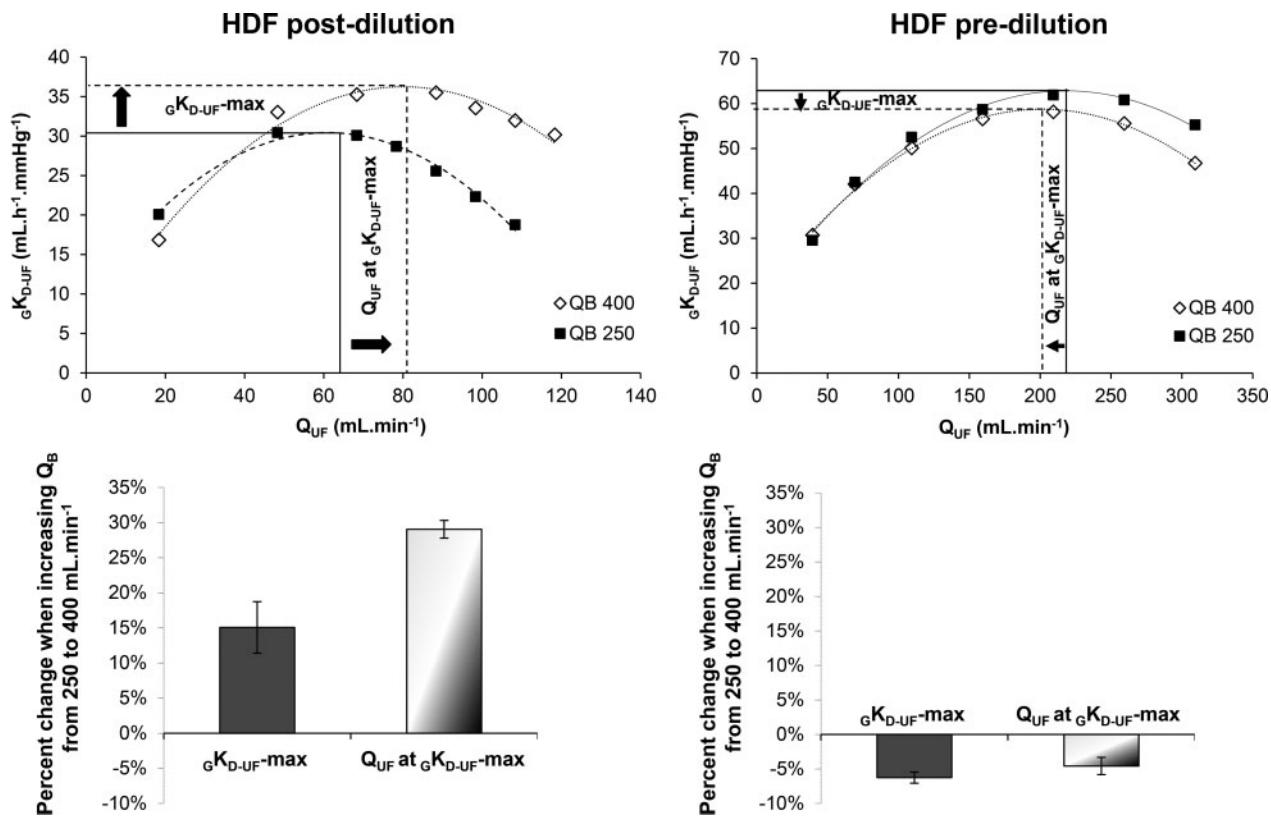 HDF post-dilution
GKD-UF (mL.h-1.mmHg-1)
40
35
30
25
20
15
10
5
0
GKD-UF-max
QUF at GKD-UF-max
QB 400
QB 250
0 20 40 60 80 100 120 140
QUF (mL.min-1)
HDF pre-dilution
GKD-UF (mL.h-1.mmHg-1)
70
60
50
40
30
20
10
0
GKD-UF-max
QUF at GKD-UF-max
QB 400
QB 250
0 50 100 150 200 250 300 350
QUF (mL.min-1)
Percent change when increasing QB
from 250 to 400 mL.min-1
35%
30%
25%
20%
15%
10%
5%
0%
-5%
-10%
GKD-UF-max QUF at GKD-UF-max
Percent change when increasing QB
from 250 to 400 mL.min-1
35%
30%
25%
20%
15%
10%
5%
0%
-5%
-10%
GKD-UF-max QUF at GKD-UF-max